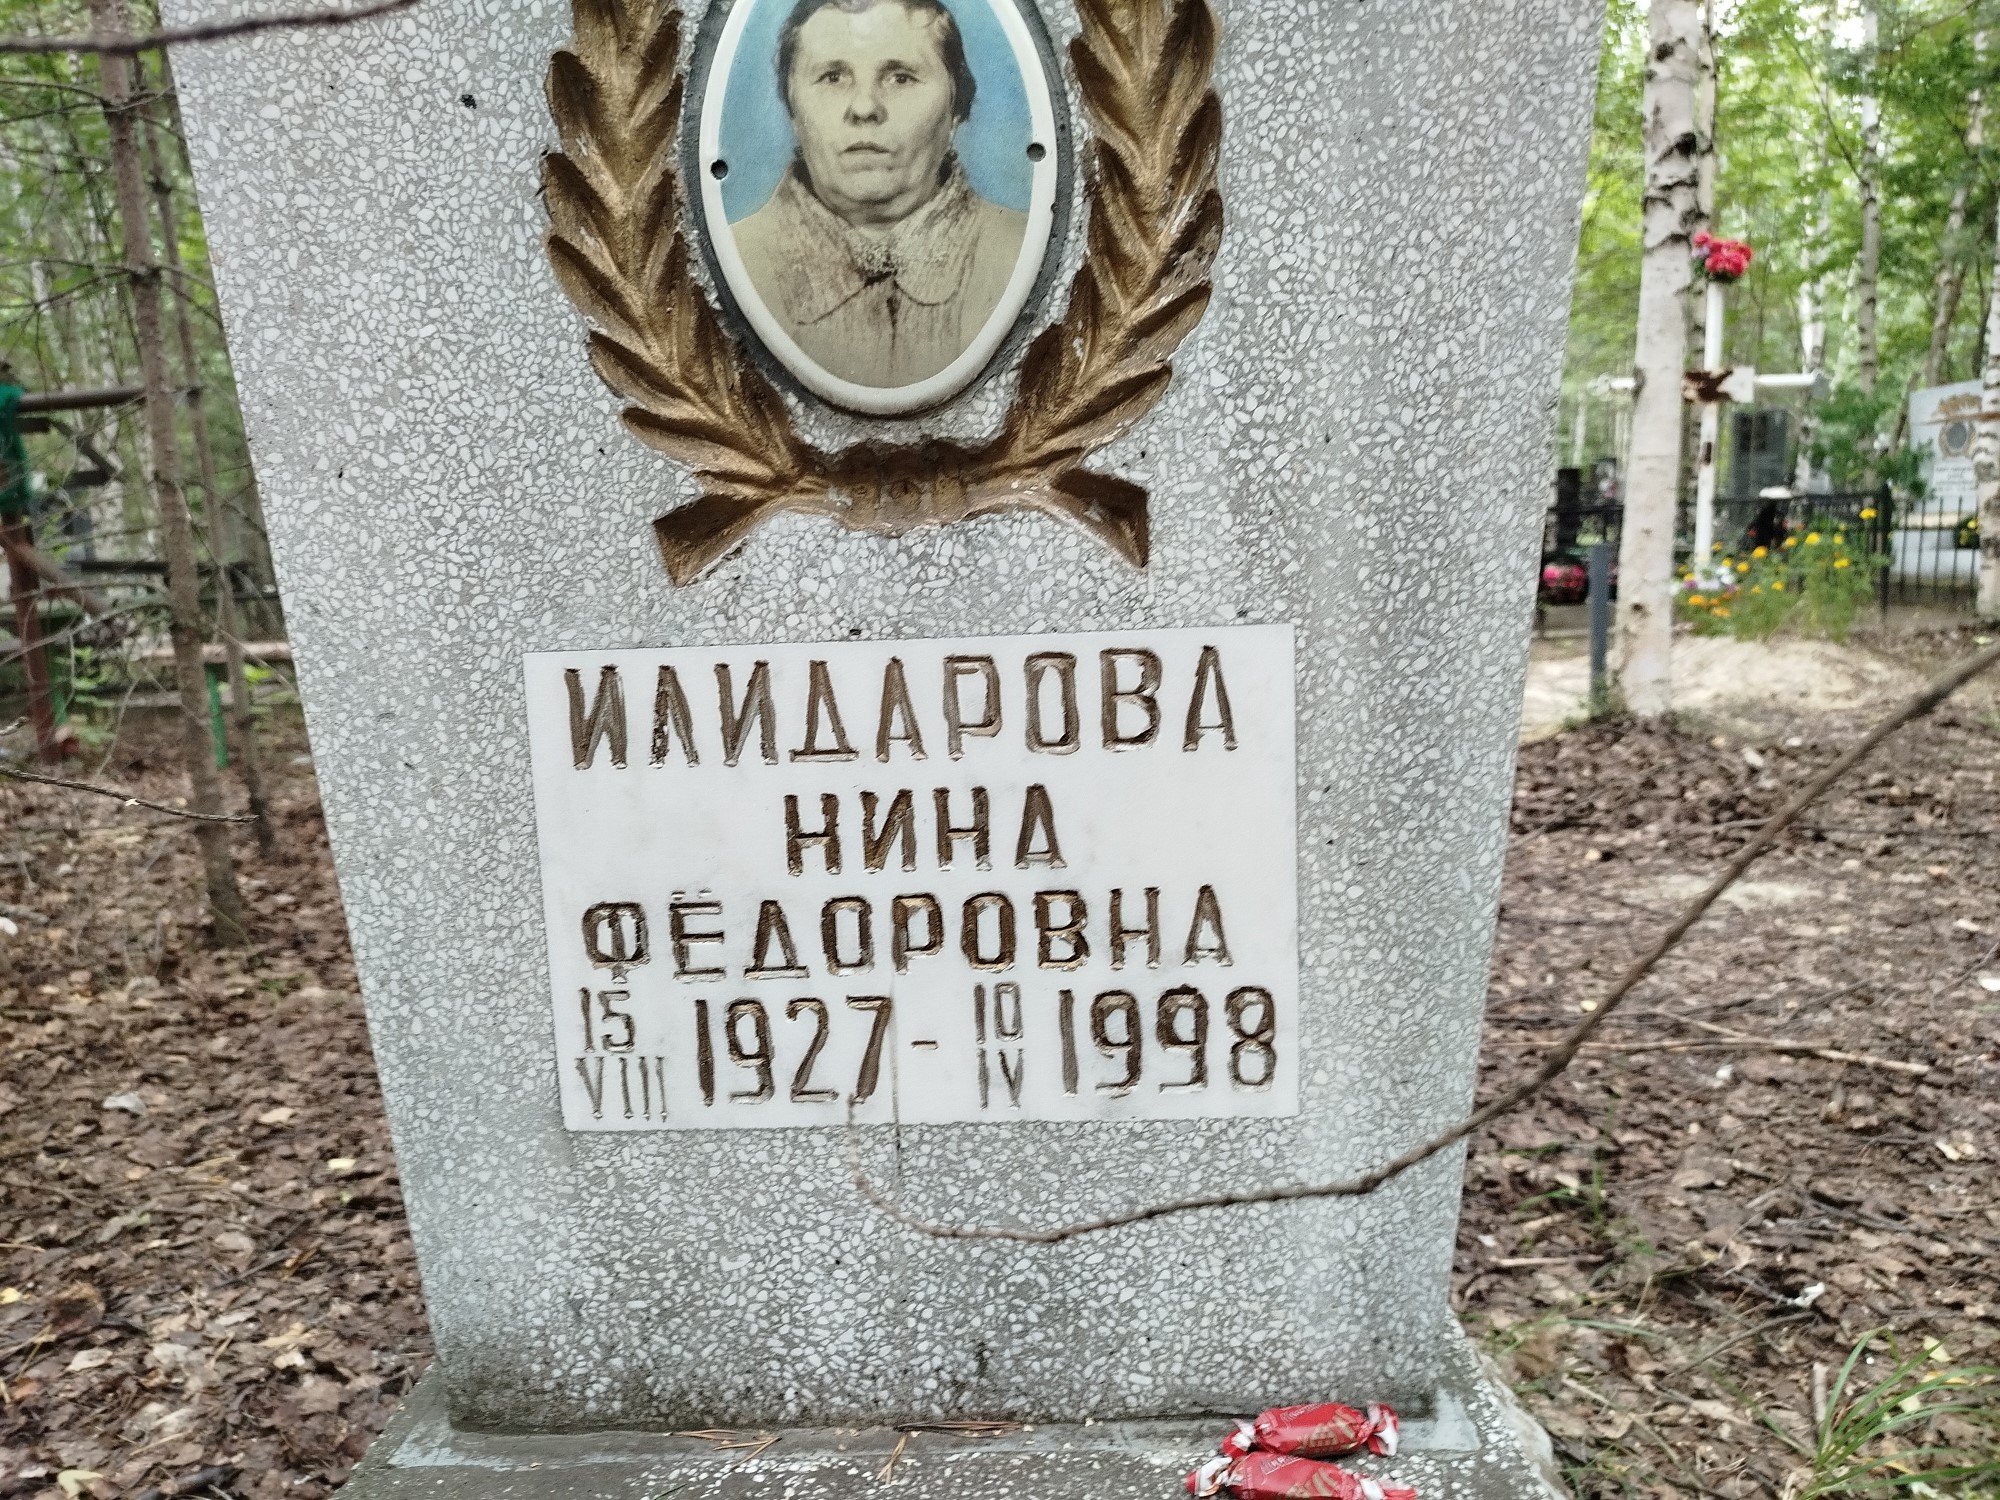 ИЛИДАРОВА
НИНА
ФЁДОРОВНА
15 VIII 1927 - 10 IV 1998